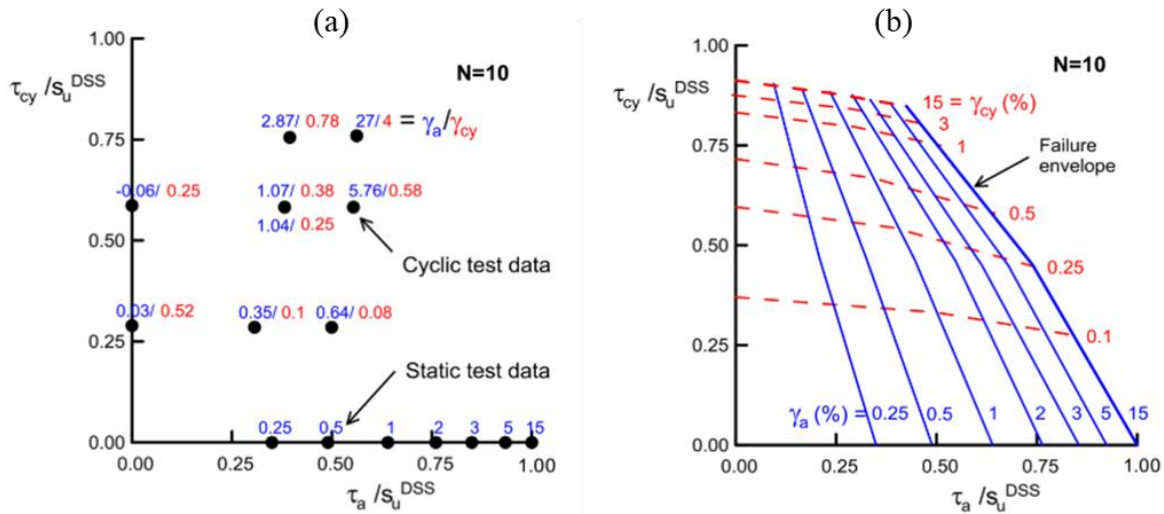 (a)
1.00
τcy /su^DSS
N=10
0.75
2.87/ 0.78
27/ 4 = γa/γcy
-0.06/ 0.25
1.07/ 0.38
5.76/ 0.58
1.04/ 0.25
0.50
Cyclic test data
0.03/ 0.52
0.35/ 0.1
0.64/ 0.08
0.25
Static test data
0.25 0.5 1 2 3 5 15
0.00
0.00 0.25 0.50 0.75 1.00
τa /su^DSS
(b)
1.00
τcy /su^DSS
N=10
15 = γcy (%)
3
1
0.75
Failure
envelope
0.5
0.50
0.25
0.25
0.1
γa (%) = 0.25 0.5 1 2 3 5 15
0.00
0.00 0.25 0.50 0.75 1.00
τa /su^DSS